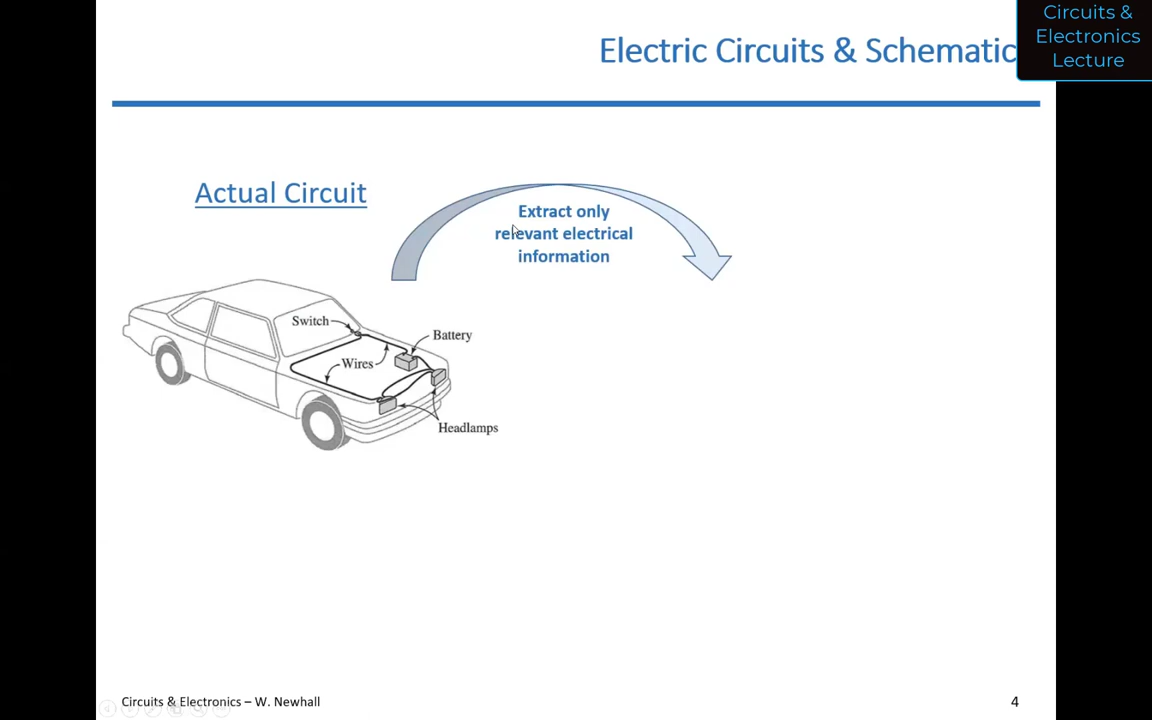 Circuits &
Electronics
Lecture
Electric Circuits & Schematic
Actual Circuit
Extract only
relevant electrical
information
Switch
Battery
Wires
Headlamps
Circuits & Electronics – W. Newhall
4